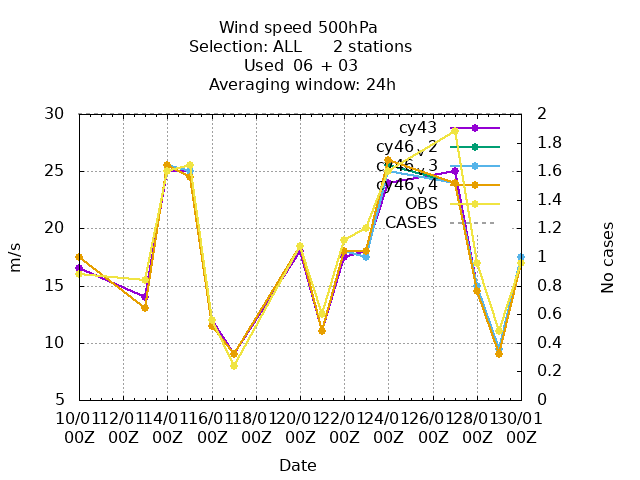 Wind speed 500hPa
Selection: ALL 2 stations
Used 06 + 03
Averaging window: 24h
30
25
20
15
10
5
2
1.8
1.6
1.4
1.2
1
0.8
0.6
0.4
0.2
0
m/s
No cases
cy43
cy46_v_2
cy46_v_3
cy46_v_4
OBS
CASES
10/01 12/01 14/01 16/01 18/01 20/01 22/01 24/01 26/01 28/01 30/01
00Z 00Z 00Z 00Z 00Z 00Z 00Z 00Z 00Z 00Z 00Z
Date